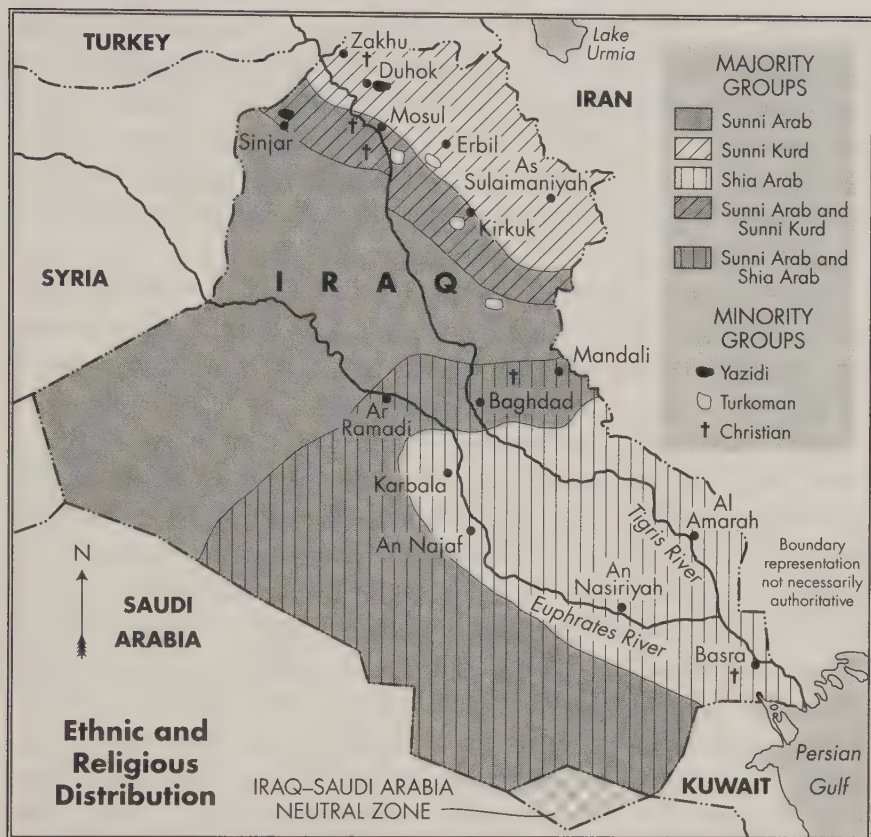 TURKEY
Zakhu
Duhok
Lake
Urmia
IRAN
Mosul
Sinjar
Erbil
As
Sulaimaniyah
Kirkuk
SYRIA
IRAQ
Mandali
Ar
Ramadi
Baghdad
Karbala
An Najaf
Tigris River
Al
Amarah
An
Nasiriyah
Euphrates River
Basra
Boundary
representation
not necessarily
authoritative
N
SAUDI
ARABIA
KUWAIT
Persian
Gulf
IRAQ–SAUDI ARABIA
NEUTRAL ZONE
Ethnic and
Religious
Distribution
MAJORITY
GROUPS
Sunni Arab
Sunni Kurd
Shia Arab
Sunni Arab and
Sunni Kurd
Sunni Arab and
Shia Arab
MINORITY
GROUPS
Yazidi
Turkoman
Christian